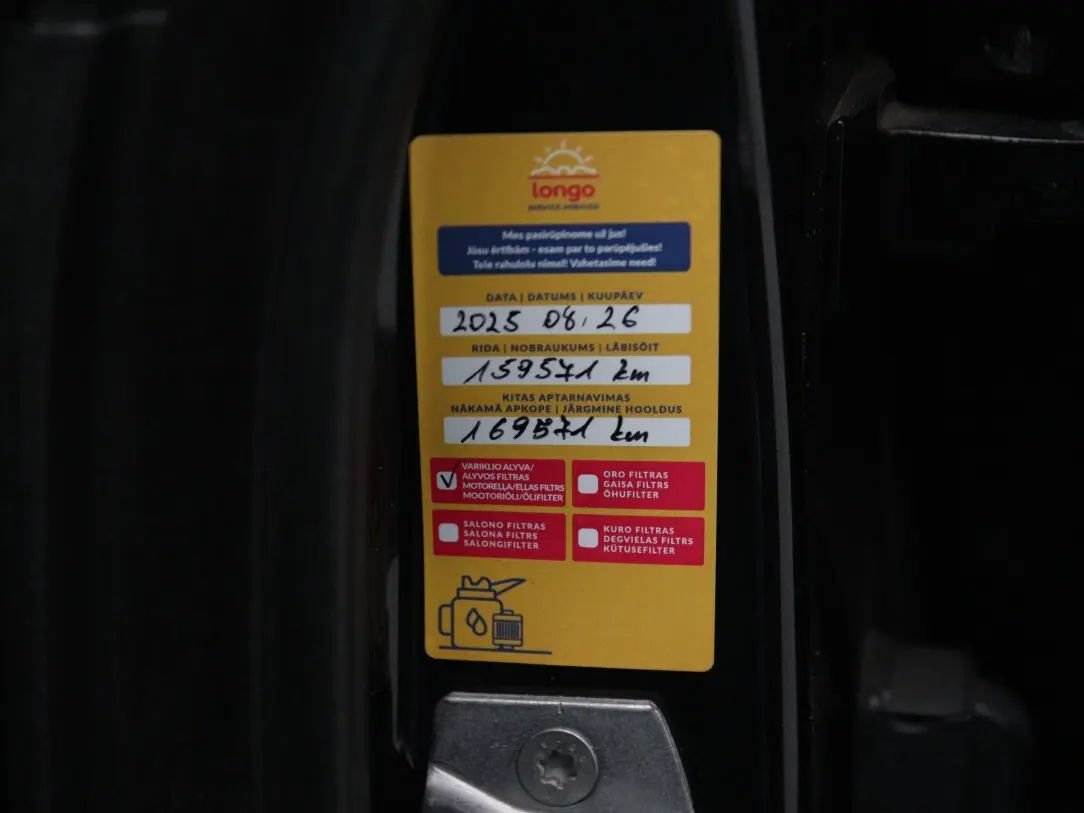 longo
Mes pasirūpinome už jus!
Jūsu ērtībām - esam par to parūpējušies!
Teie rahulolu nimel! Vahetasime need!
DATA | DATUMS | KUUPÄEV
2025 08.26
RIDA | NOBRAUKUMS | LÄBISÕIT
159571 km
KITAS APTARNAVIMAS
NĀKAMĀ APKOPE | JÄRGMINE HOOLDUS
169571 km
VARIKLIO ALYVA/
ALYVOS FILTRAS
MOTOREĻĻA/EĻĻAS FILTRS
MOOTORIÕLI/ÕLIFILTER
ORO FILTRAS
GAISA FILTRS
ÕHUFILTER
SALONO FILTRAS
SALONA FILTRS
SALONGIFILTER
KURO FILTRAS
DEGVIELAS FILTRS
KÜTUSEFILTER